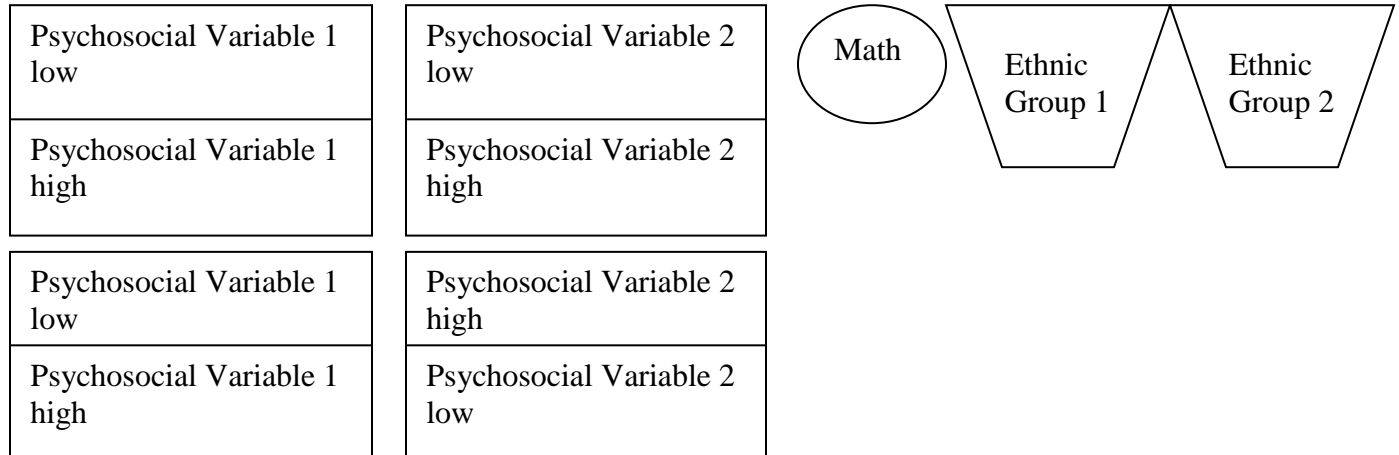 Psychosocial Variable 1
low
Psychosocial Variable 1
high
Psychosocial Variable 2
low
Psychosocial Variable 2
high
Math
Ethnic
Group 1
Ethnic
Group 2
Psychosocial Variable 1
low
Psychosocial Variable 1
high
Psychosocial Variable 2
high
Psychosocial Variable 2
low